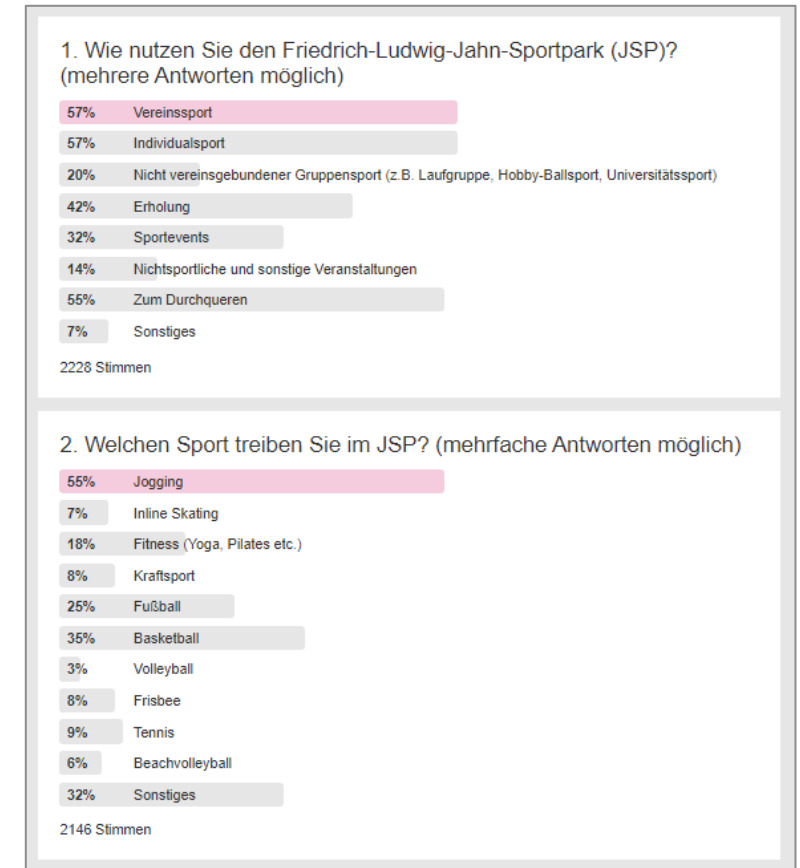 1. Wie nutzen Sie den Friedrich-Ludwig-Jahn-Sportpark (JSP)?
(mehrere Antworten möglich)
57% Vereinssport
57% Individualsport
20% Nicht vereinsgebundener Gruppensport (z.B. Laufgruppe, Hobby-Ballsport, Universitätssport)
42% Erholung
32% Sportevents
14% Nichtsportliche und sonstige Veranstaltungen
55% Zum Durchqueren
7% Sonstiges
2228 Stimmen
2. Welchen Sport treiben Sie im JSP? (mehrfache Antworten möglich)
55% Jogging
7% Inline Skating
18% Fitness (Yoga, Pilates etc.)
8% Kraftsport
25% Fußball
35% Basketball
3% Volleyball
8% Frisbee
9% Tennis
6% Beachvolleyball
32% Sonstiges
2146 Stimmen